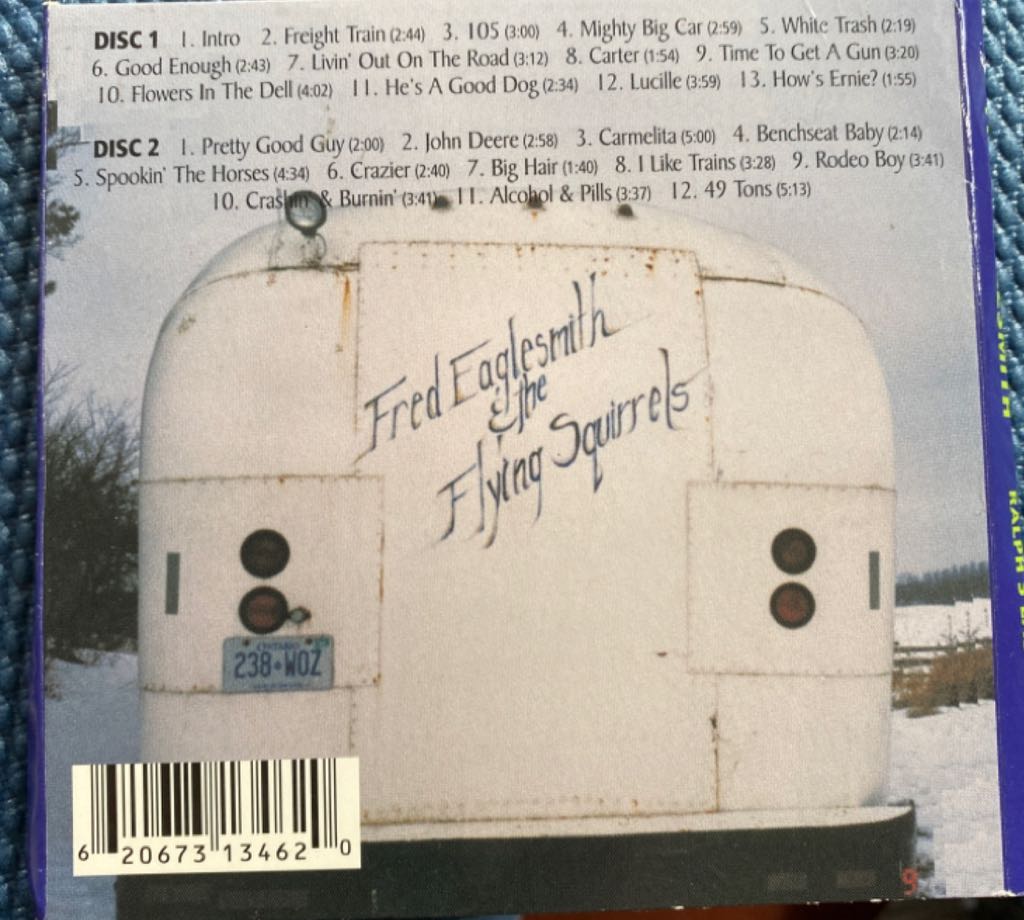 DISC 1 1. Intro 2. Freight Train (2:44) 3. 105 (3:00) 4. Mighty Big Car (2:59) 5. White Trash (2:19)
6. Good Enough (2:43) 7. Livin' Out On The Road (3:12) 8. Carter (1:54) 9. Time To Get A Gun (3:20)
10. Flowers In The Dell (4:02) 11. He's A Good Dog (2:34) 12. Lucille (3:59) 13. How's Ernie? (1:55)
DISC 2 1. Pretty Good Guy (2:00) 2. John Deere (2:58) 3. Carmelita (5:00) 4. Benchseat Baby (2:14)
5. Spookin' The Horses (4:34) 6. Crazier (2:40) 7. Big Hair (1:40) 8. I Like Trains (3:28) 9. Rodeo Boy (3:41)
10. Crashin' & Burnin' (3:41) 11. Alcohol & Pills (3:37) 12. 49 Tons (5:13)
Fred Eaglesmith
& the
Flying Squirrels
ONTARIO
238 WOZ
6 20673 13462 0
9
RALPH'S